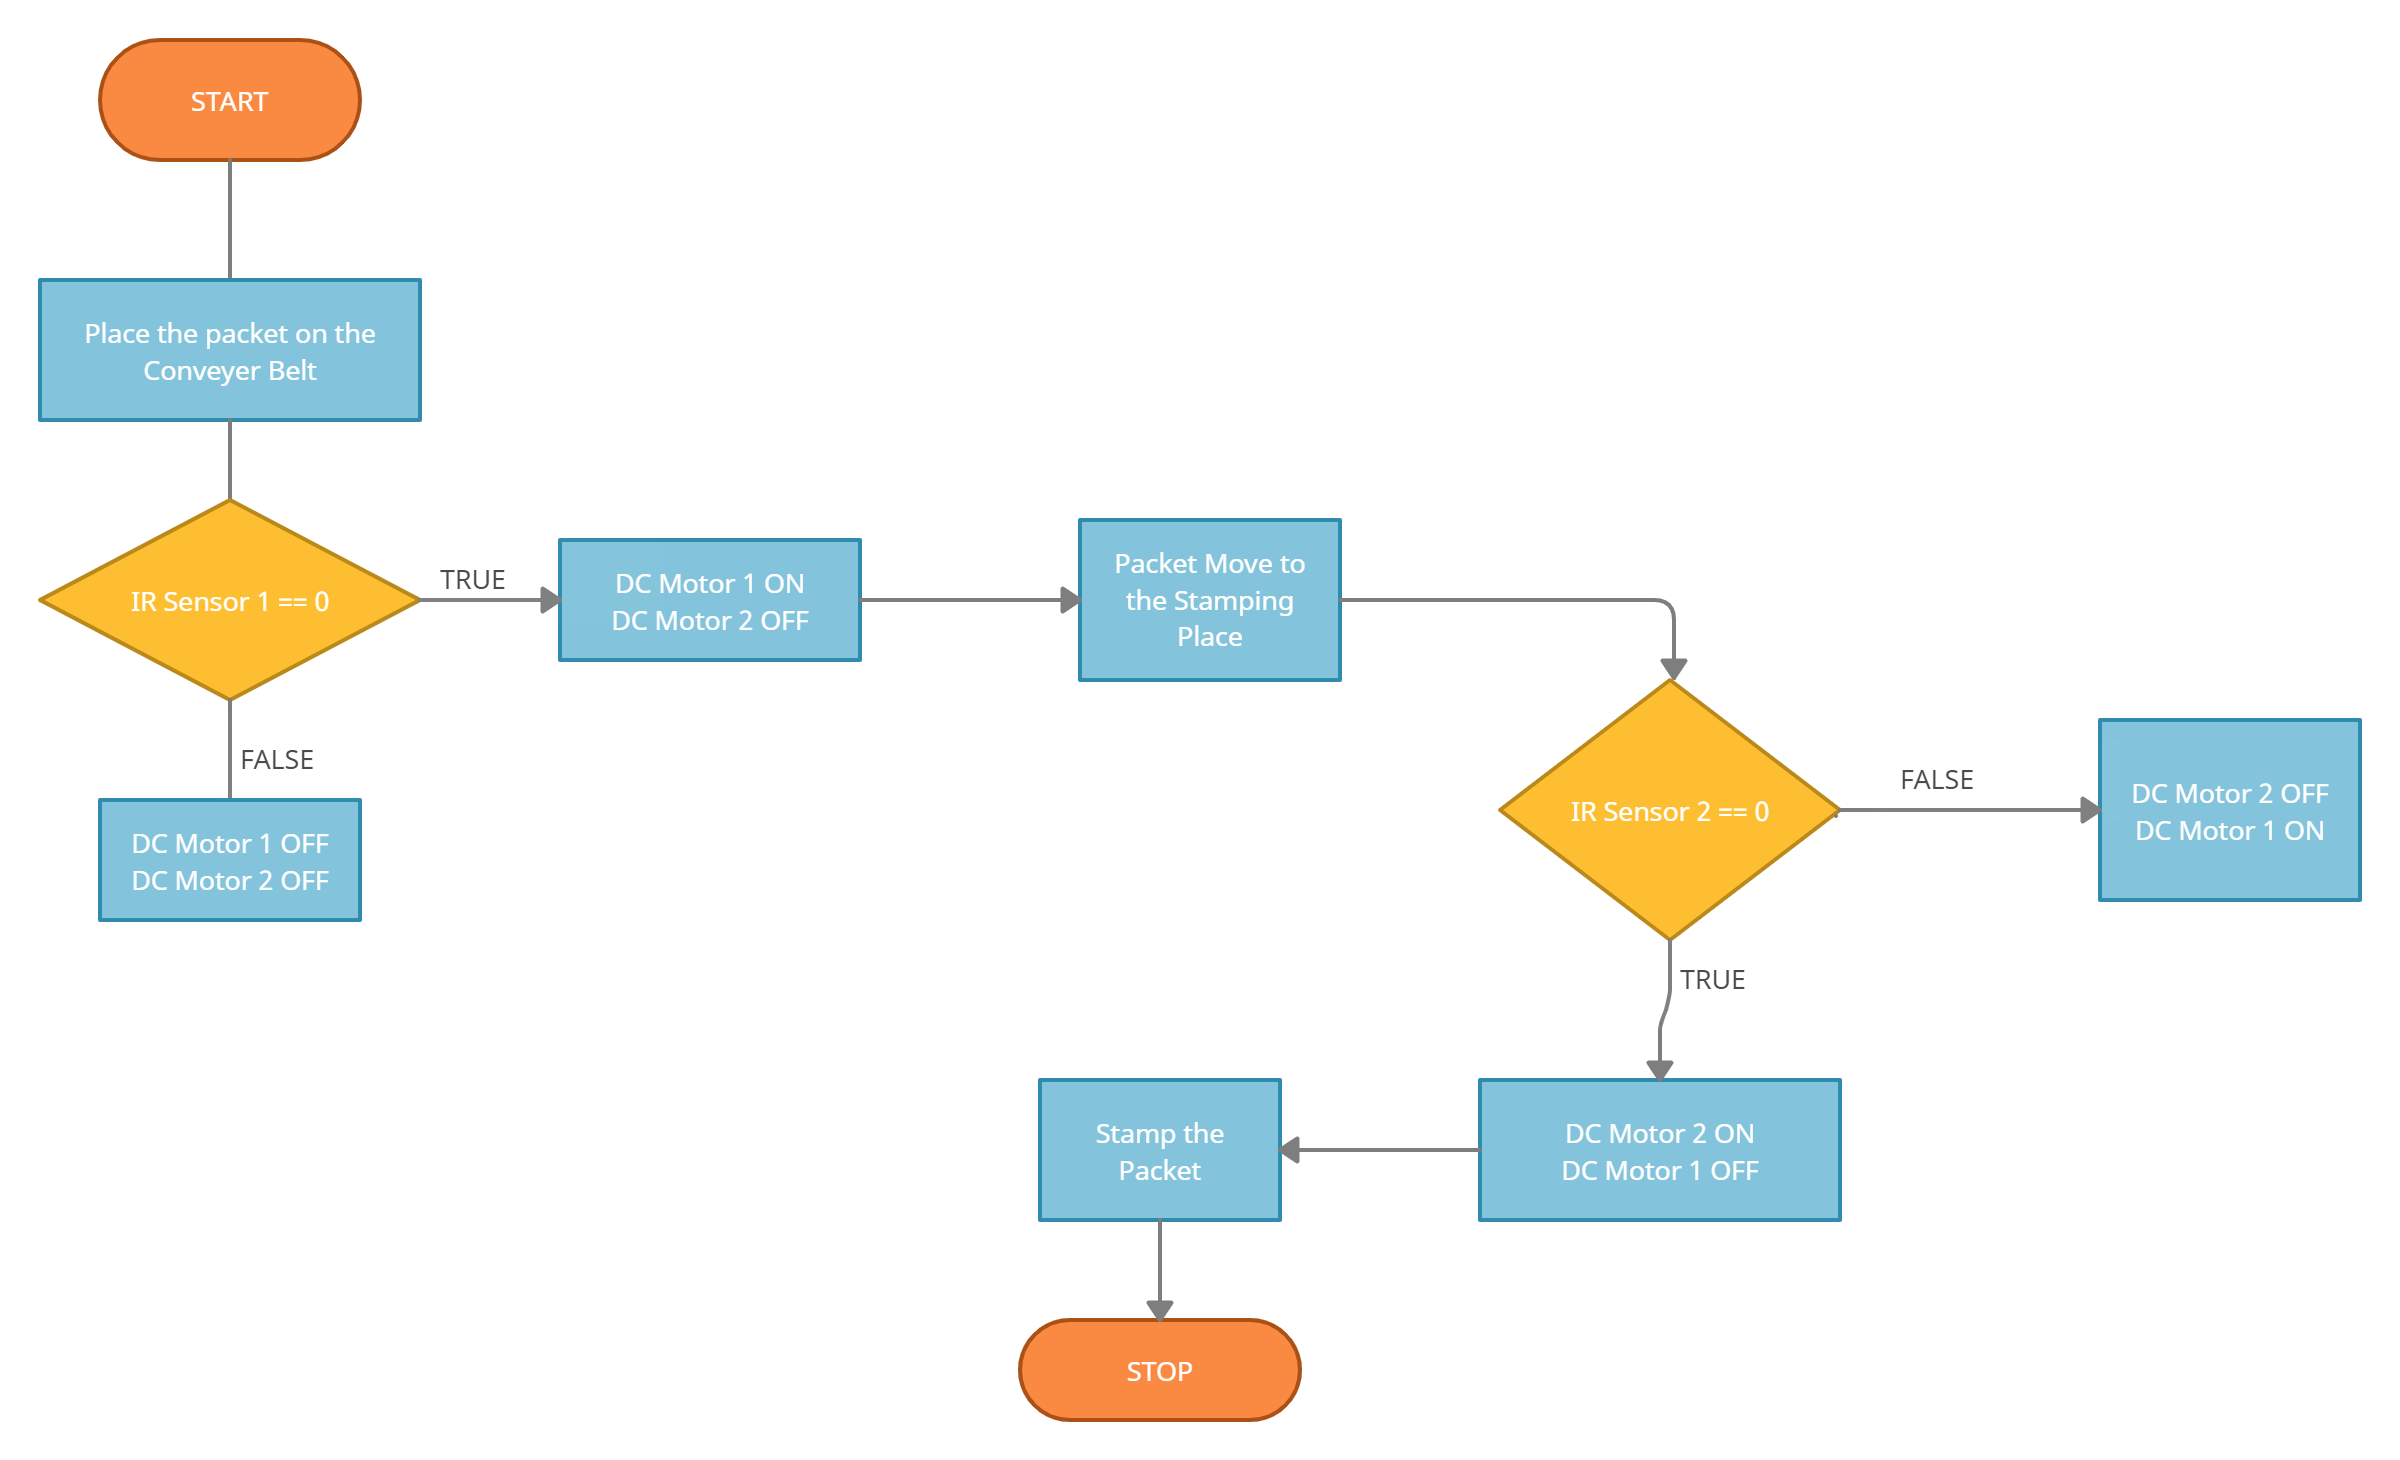 START
Place the packet on the
Conveyer Belt
IR Sensor 1 == 0
TRUE
DC Motor 1 ON
DC Motor 2 OFF
Packet Move to
the Stamping
Place
FALSE
DC Motor 1 OFF
DC Motor 2 OFF
IR Sensor 2 == 0
FALSE
DC Motor 2 OFF
DC Motor 1 ON
TRUE
DC Motor 2 ON
DC Motor 1 OFF
Stamp the
Packet
STOP